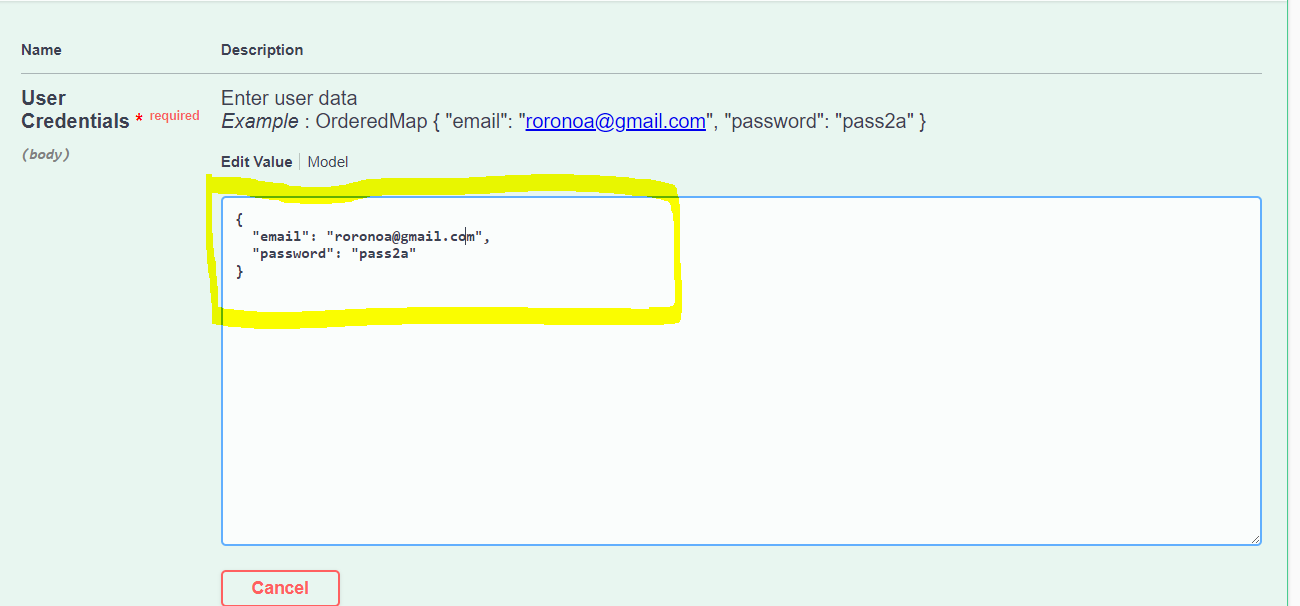 Name Description
User Credentials * required
(body)
Enter user data
Example : OrderedMap { "email": "roronoa@gmail.com", "password": "pass2a" }
Edit Value Model
{
"email": "roronoa@gmail.com",
"password": "pass2a"
}
Cancel